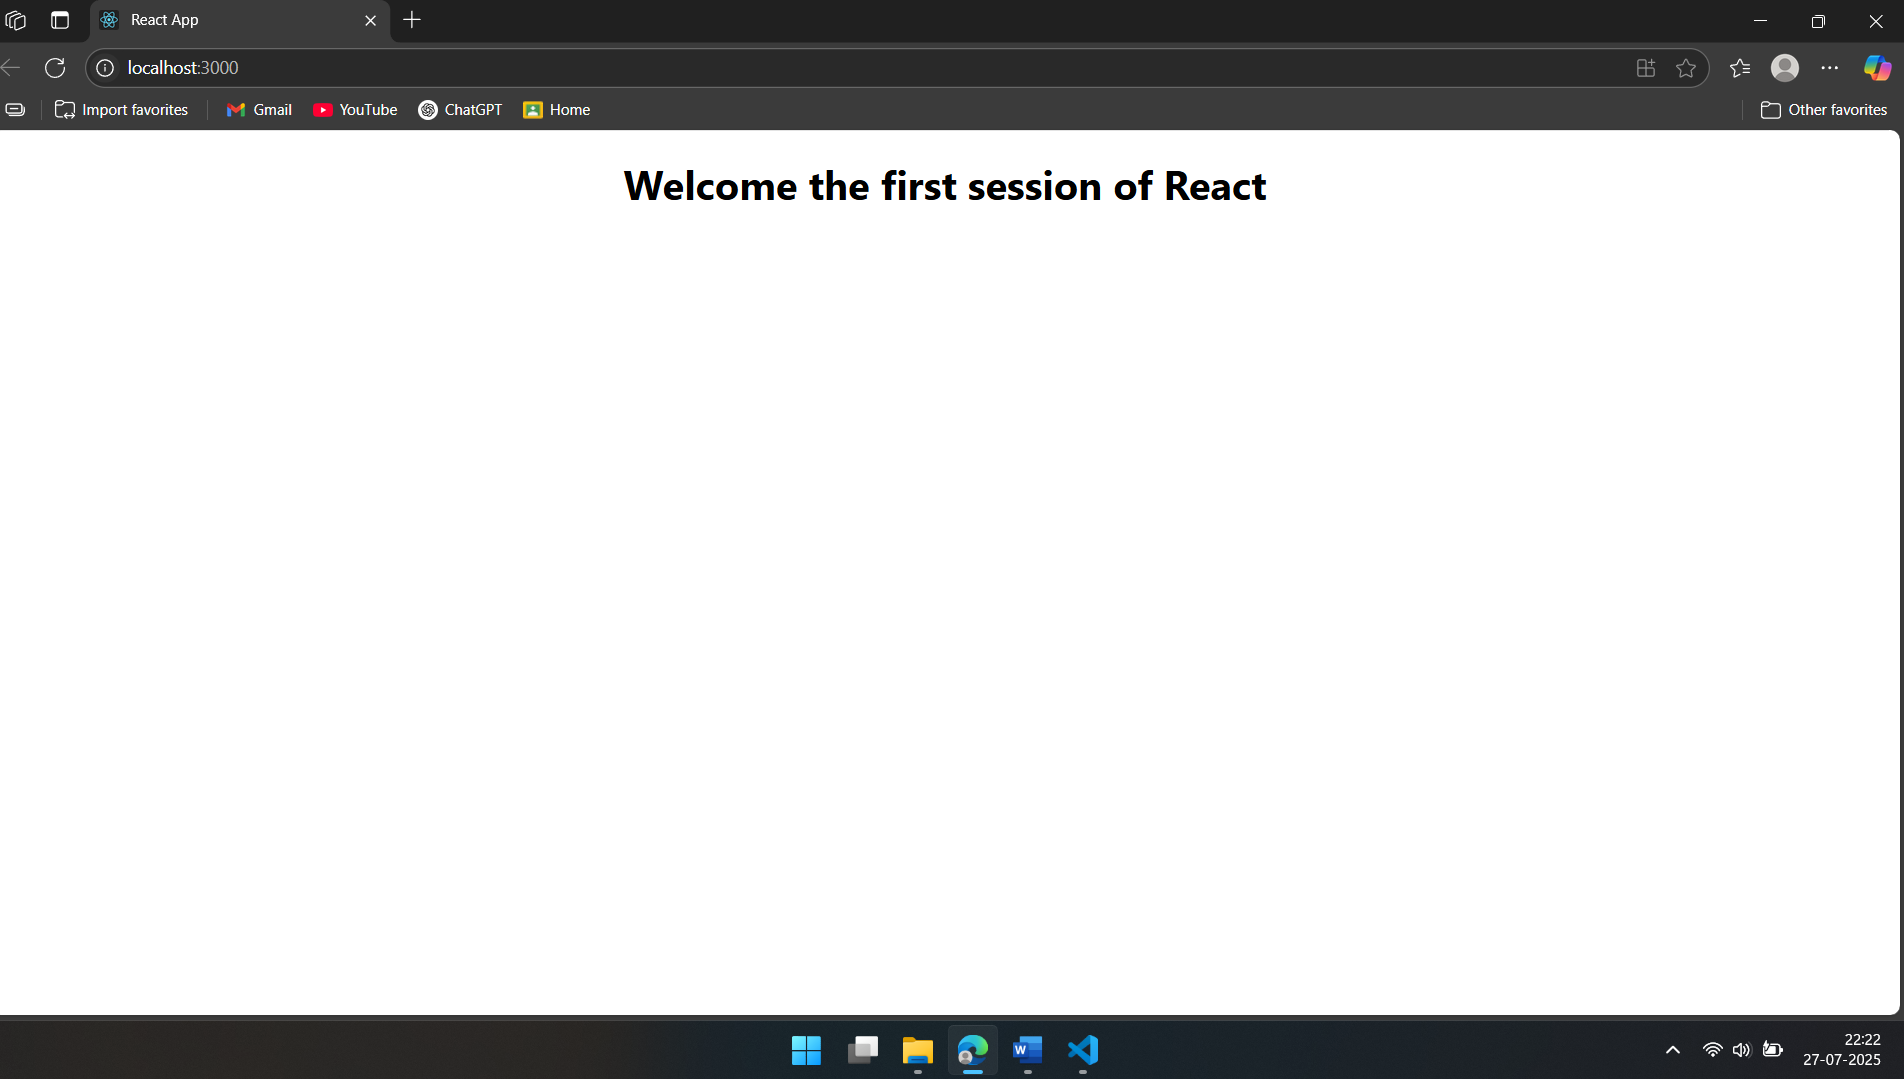 React App
localhost:3000
Import favorites
Gmail
YouTube
ChatGPT
Home
Other favorites
Welcome the first session of React
22:22
27-07-2025